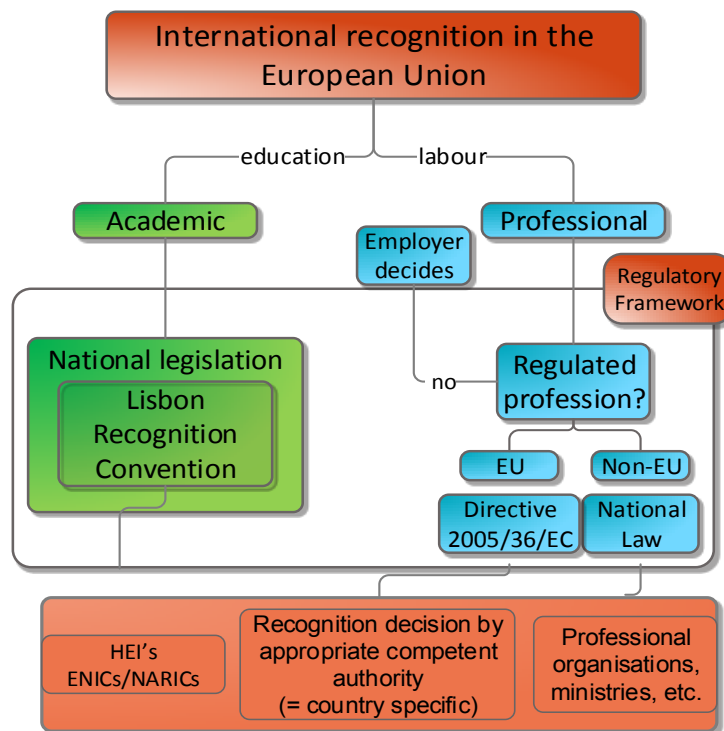 International recognition in the
European Union
education
labour
Academic
Professional
Employer
decides
Regulatory
Framework
National legislation
Lisbon
Recognition
Convention
no
Regulated
profession?
EU
Non-EU
Directive
2005/36/EC
National
Law
HEI's
ENICs/NARICs
Recognition decision by
appropriate competent
authority
(= country specific)
Professional
organisations,
ministries, etc.